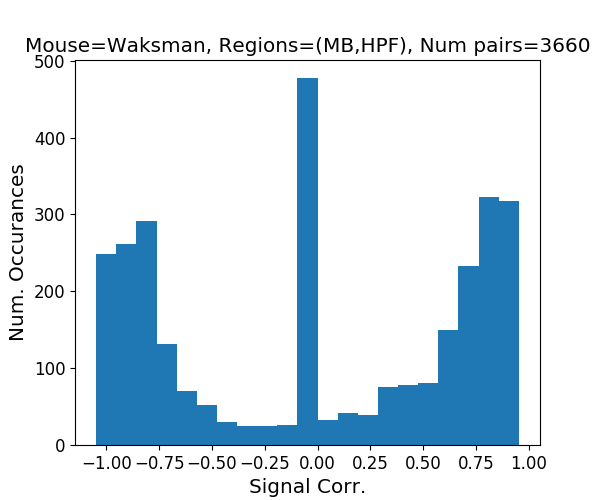 Mouse=Waksman, Regions=(MB,HPF), Num pairs=3660
500
400
300
200
100
0
Num. Occurances
−1.00 −0.75 −0.50 −0.25 0.00 0.25 0.50 0.75 1.00
Signal Corr.